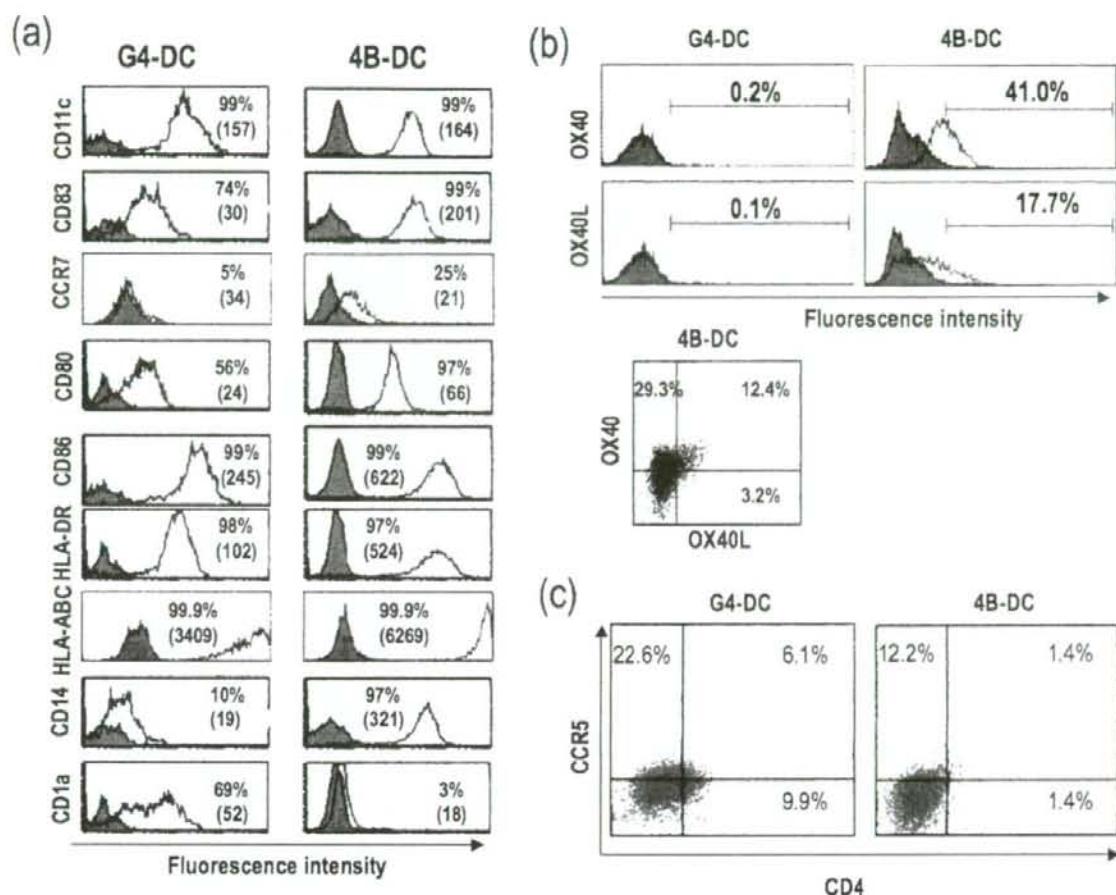 (a)
G4-DC 4B-DC
CD11c 99% (157) 99% (164)
CD83 74% (30) 99% (201)
CCR7 5% (34) 25% (21)
CD80 56% (24) 97% (66)
CD86 99% (245) 99% (622)
HLA-DR 98% (102) 97% (524)
HLA-ABC 99.9% (3409) 99.9% (6269)
CD14 10% (19) 97% (321)
CD1a 69% (52) 3% (18)
Fluorescence intensity
(b)
G4-DC 4B-DC
OX40 0.2% 41.0%
OX40L 0.1% 17.7%
Fluorescence intensity
4B-DC
29.3% 12.4%
OX40
3.2%
OX40L
(c)
G4-DC 4B-DC
22.6% 6.1% 12.2% 1.4%
CCR5
9.9% 1.4%
CD4